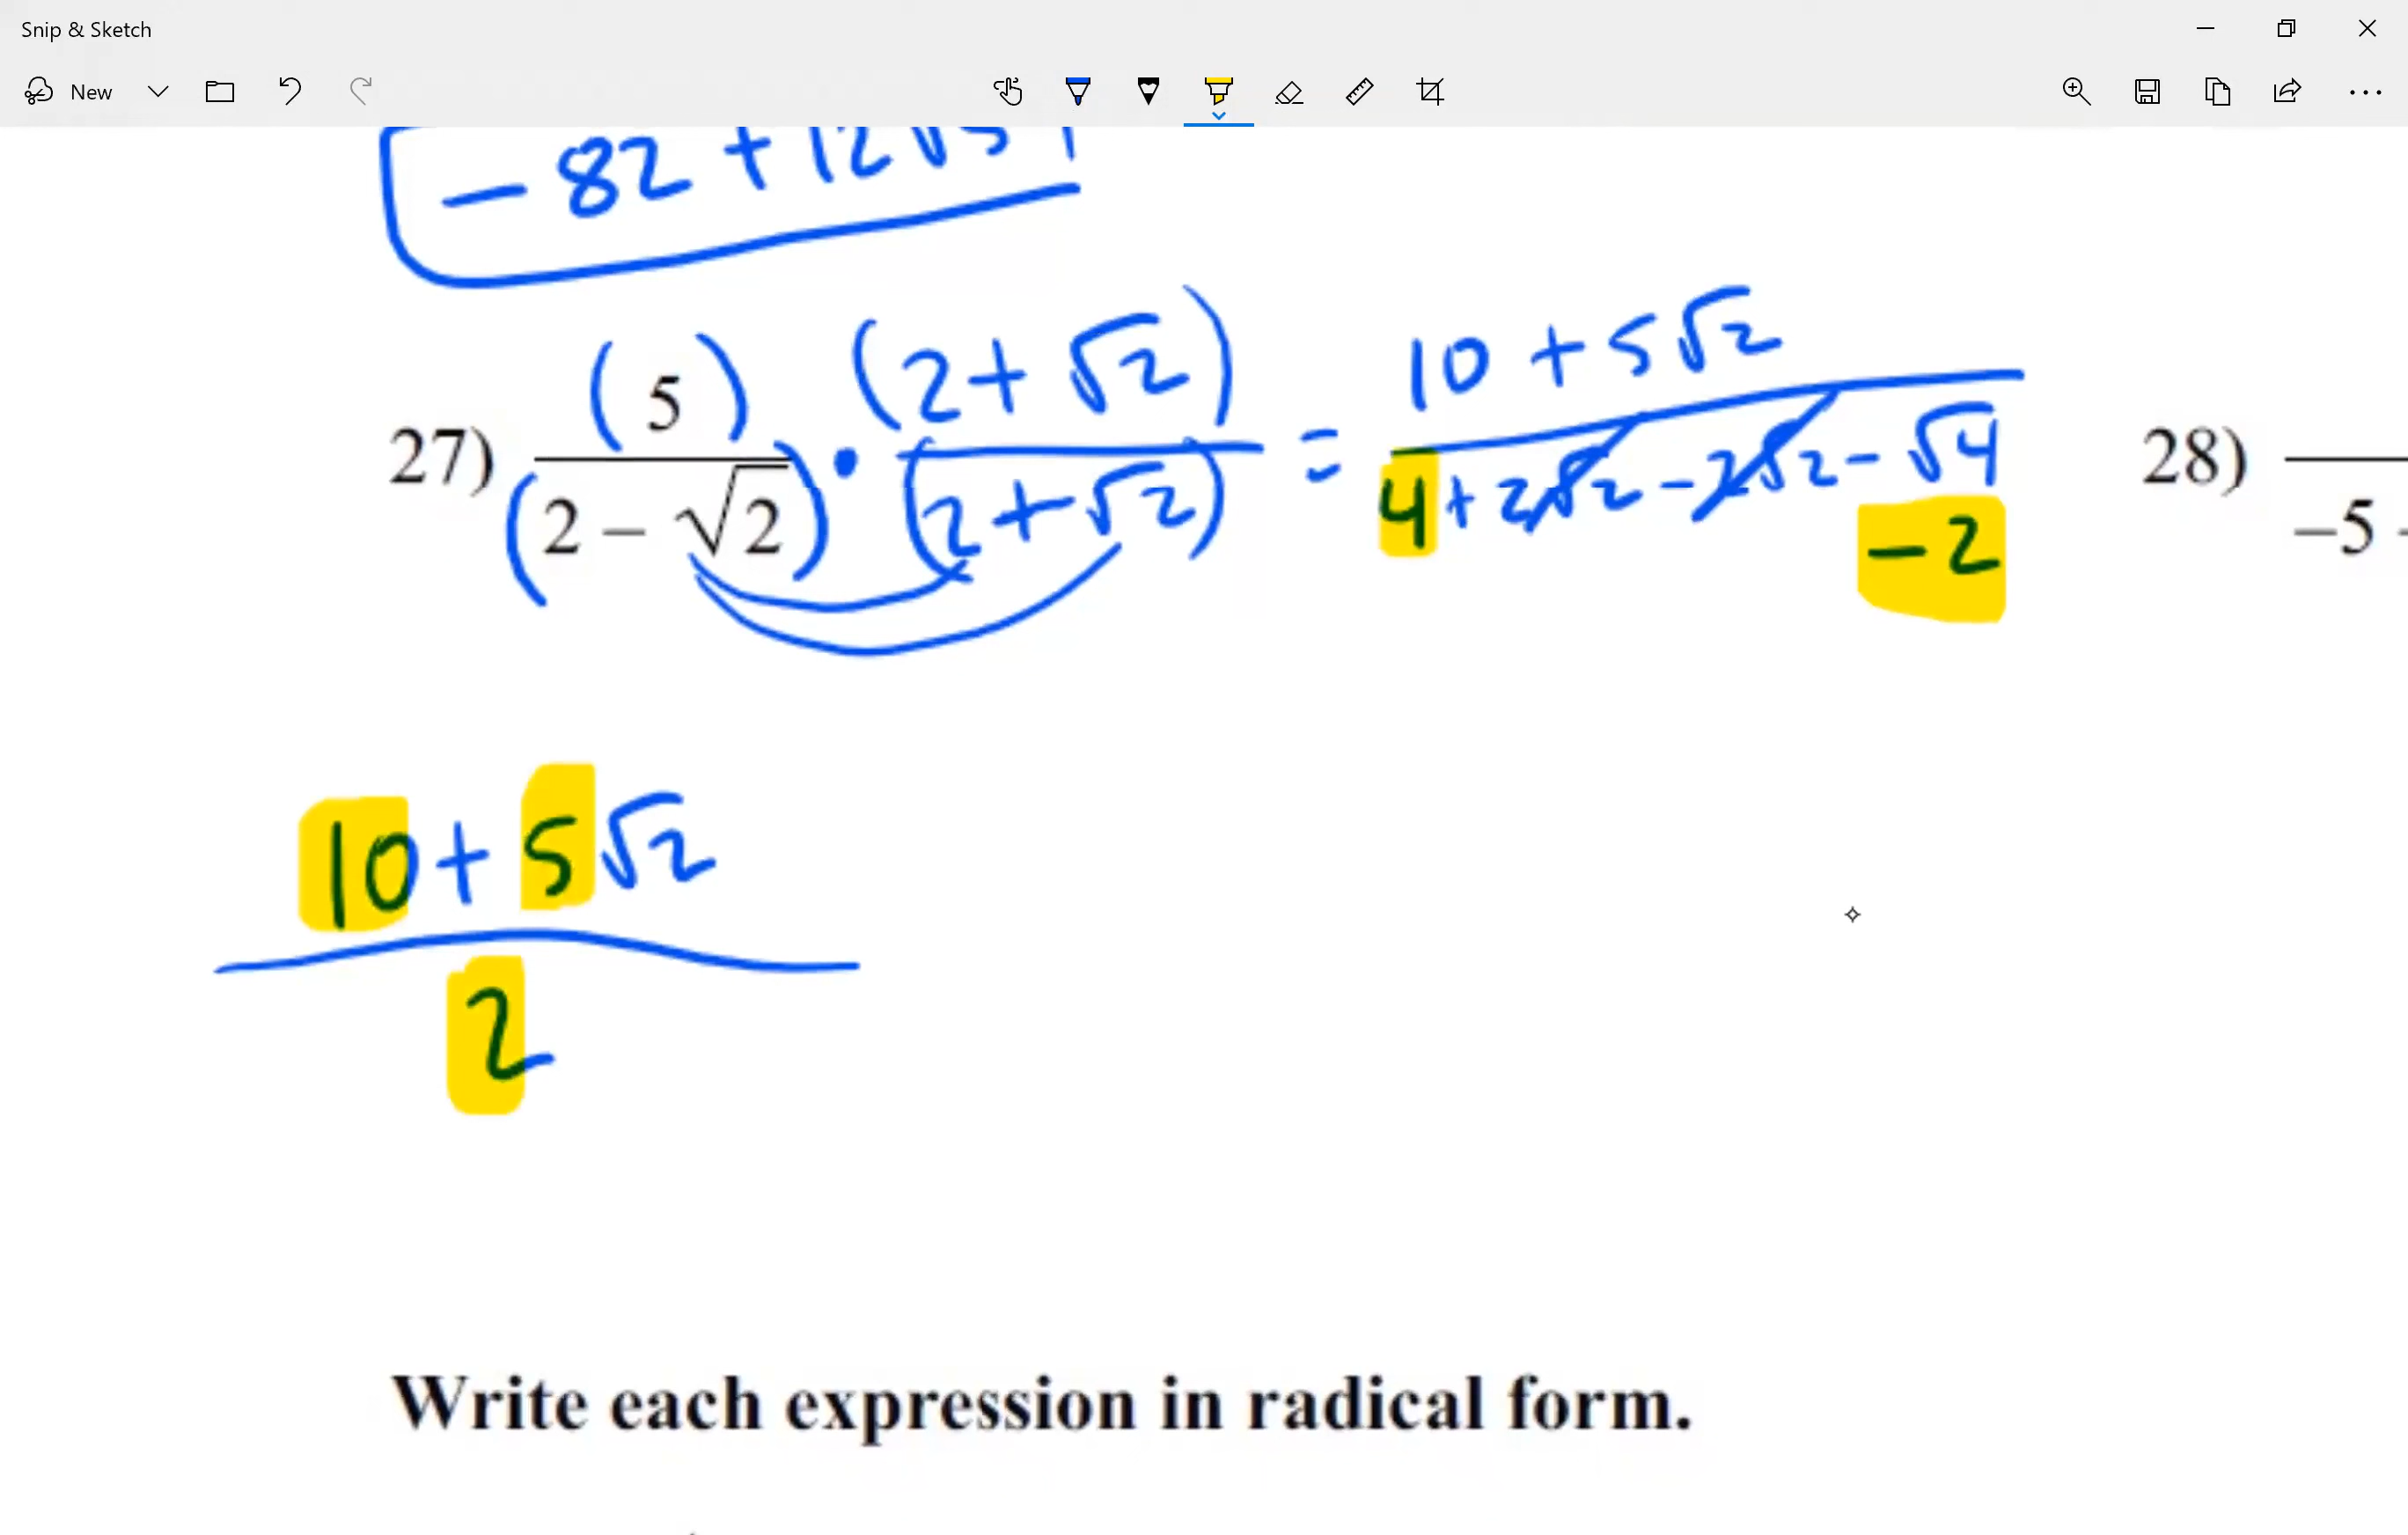 Snip & Sketch
New
- 82 + 12√5
27) (5)/(2 − √2) • (2 + √2)/(2 + √2) = 10 + 5√2/4 + 2√2 - 2√2 - √4
- 2
28)
−5 -
10 + 5√2
2
Write each expression in radical form.